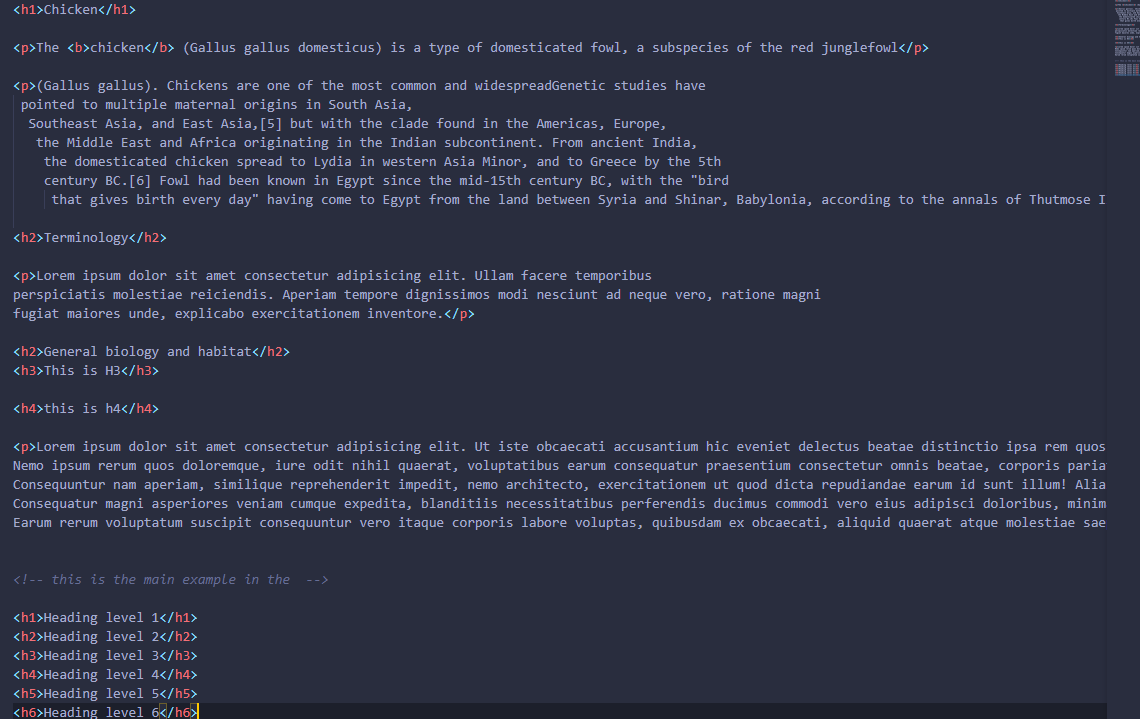 <h1>Chicken</h1>
<p>The <b>chicken</b> (Gallus gallus domesticus) is a type of domesticated fowl, a subspecies of the red junglefowl</p>
<p>(Gallus gallus). Chickens are one of the most common and widespreadGenetic studies have
pointed to multiple maternal origins in South Asia,
Southeast Asia, and East Asia,[5] but with the clade found in the Americas, Europe,
the Middle East and Africa originating in the Indian subcontinent. From ancient India,
the domesticated chicken spread to Lydia in western Asia Minor, and to Greece by the 5th
century BC.[6] Fowl had been known in Egypt since the mid-15th century BC, with the "bird
that gives birth every day" having come to Egypt from the land between Syria and Shinar, Babylonia, according to the annals of Thutmose I
<h2>Terminology</h2>
<p>Lorem ipsum dolor sit amet consectetur adipisicing elit. Ullam facere temporibus
perspiciatis molestiae reiciendis. Aperiam tempore dignissimos modi nesciunt ad neque vero, ratione magni
fugiat maiores unde, explicabo exercitationem inventore.</p>
<h2>General biology and habitat</h2>
<h3>This is H3</h3>
<h4>this is h4</h4>
<p>Lorem ipsum dolor sit amet consectetur adipisicing elit. Ut iste obcaecati accusantium hic eveniet delectus beatae distinctio ipsa rem quos
Nemo ipsum rerum quos doloremque, iure odit nihil quaerat, voluptatibus earum consequatur praesentium consectetur omnis beatae, corporis paria
Consequuntur nam aperiam, similique reprehenderit impedit, nemo architecto, exercitationem ut quod dicta repudiandae earum id sunt illum! Alia
Consequatur magni asperiores veniam cumque expedita, blanditiis necessitatibus perferendis ducimus commodi vero eius adipisci doloribus, minim
Earum rerum voluptatum suscipit consequuntur vero itaque corporis labore voluptas, quibusdam ex obcaecati, aliquid quaerat atque molestiae sae
<!-- this is the main example in the  -->
<h1>Heading level 1</h1>
<h2>Heading level 2</h2>
<h3>Heading level 3</h3>
<h4>Heading level 4</h4>
<h5>Heading level 5</h5>
<h6>Heading level 6</h6>